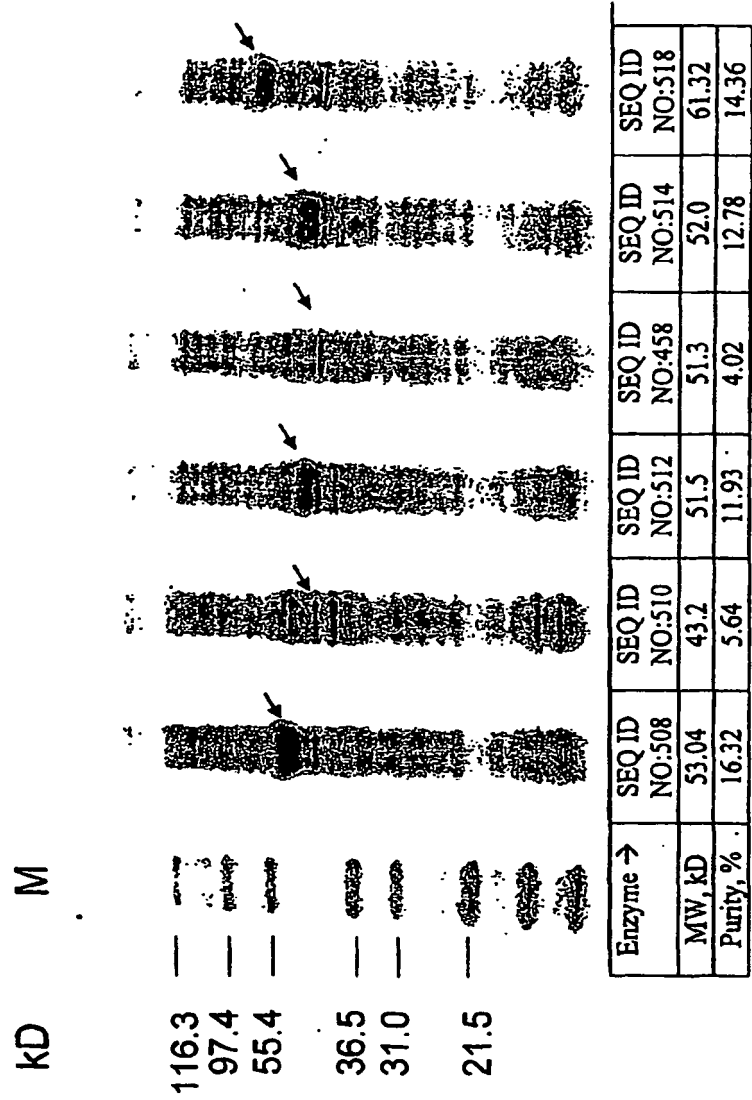 kD
M
116.3
97.4
55.4
36.5
31.0
21.5
Enzyme → SEQ ID NO:508 SEQ ID NO:510 SEQ ID NO:512 SEQ ID NO:458 SEQ ID NO:514 SEQ ID NO:518
MW, kD 53.04 43.2 51.5 51.3 52.0 61.32
Purity, % 16.32 5.64 11.93 4.02 12.78 14.36